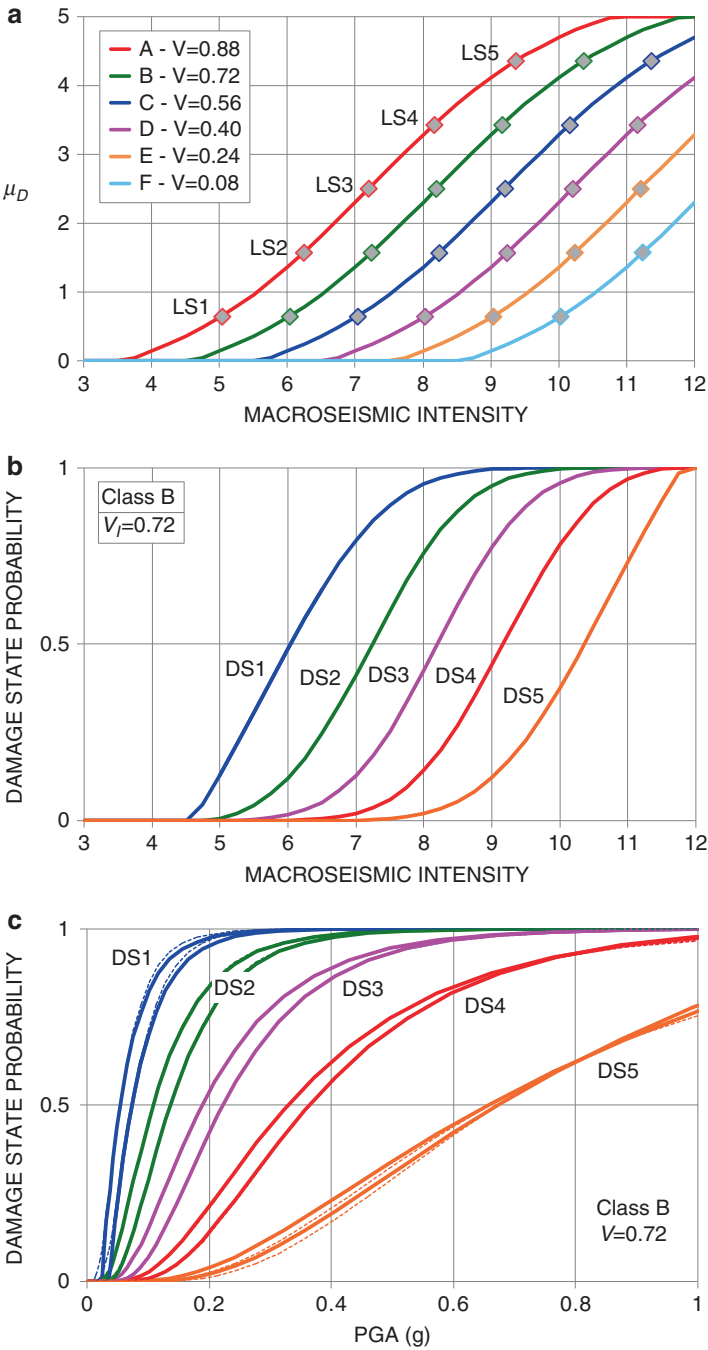 a
5
4
3
2
1
0
μD
A - V=0.88
B - V=0.72
C - V=0.56
D - V=0.40
E - V=0.24
F - V=0.08
LS5
LS4
LS3
LS2
LS1
3 4 5 6 7 8 9 10 11 12
MACROSEISMIC INTENSITY
b
DAMAGE STATE PROBABILITY
1
0.5
0
Class B
VI=0.72
DS1
DS2
DS3
DS4
DS5
3 4 5 6 7 8 9 10 11 12
MACROSEISMIC INTENSITY
c
DAMAGE STATE PROBABILITY
1
0.5
0
DS1
DS2
DS3
DS4
DS5
Class B
V=0.72
0 0.2 0.4 0.6 0.8 1
PGA (g)